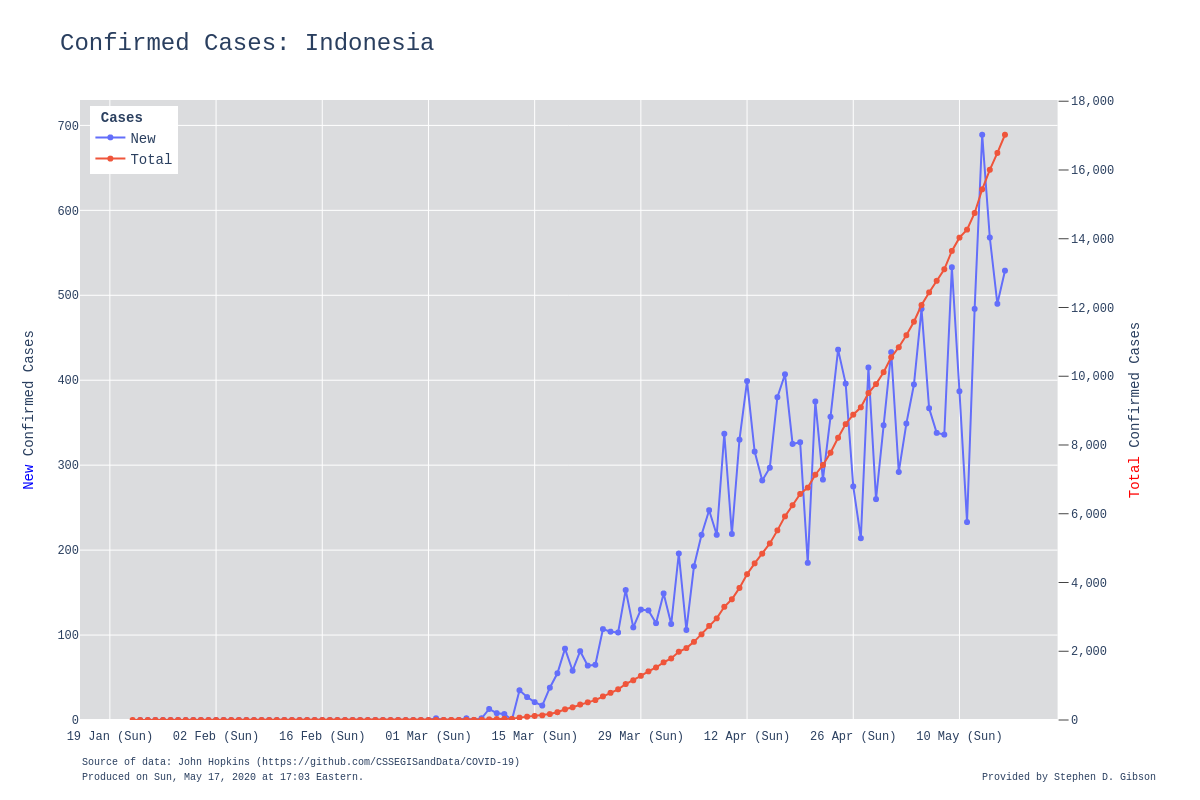 Confirmed Cases: Indonesia
Cases
New
Total
700
600
500
400
300
200
100
0
New Confirmed Cases
18,000
16,000
14,000
12,000
10,000
8,000
6,000
4,000
2,000
0
Total Confirmed Cases
19 Jan (Sun) 02 Feb (Sun) 16 Feb (Sun) 01 Mar (Sun) 15 Mar (Sun) 29 Mar (Sun) 12 Apr (Sun) 26 Apr (Sun) 10 May (Sun)
Source of data: John Hopkins (https://github.com/CSSEGISandData/COVID-19)
Produced on Sun, May 17, 2020 at 17:03 Eastern.
Provided by Stephen D. Gibson